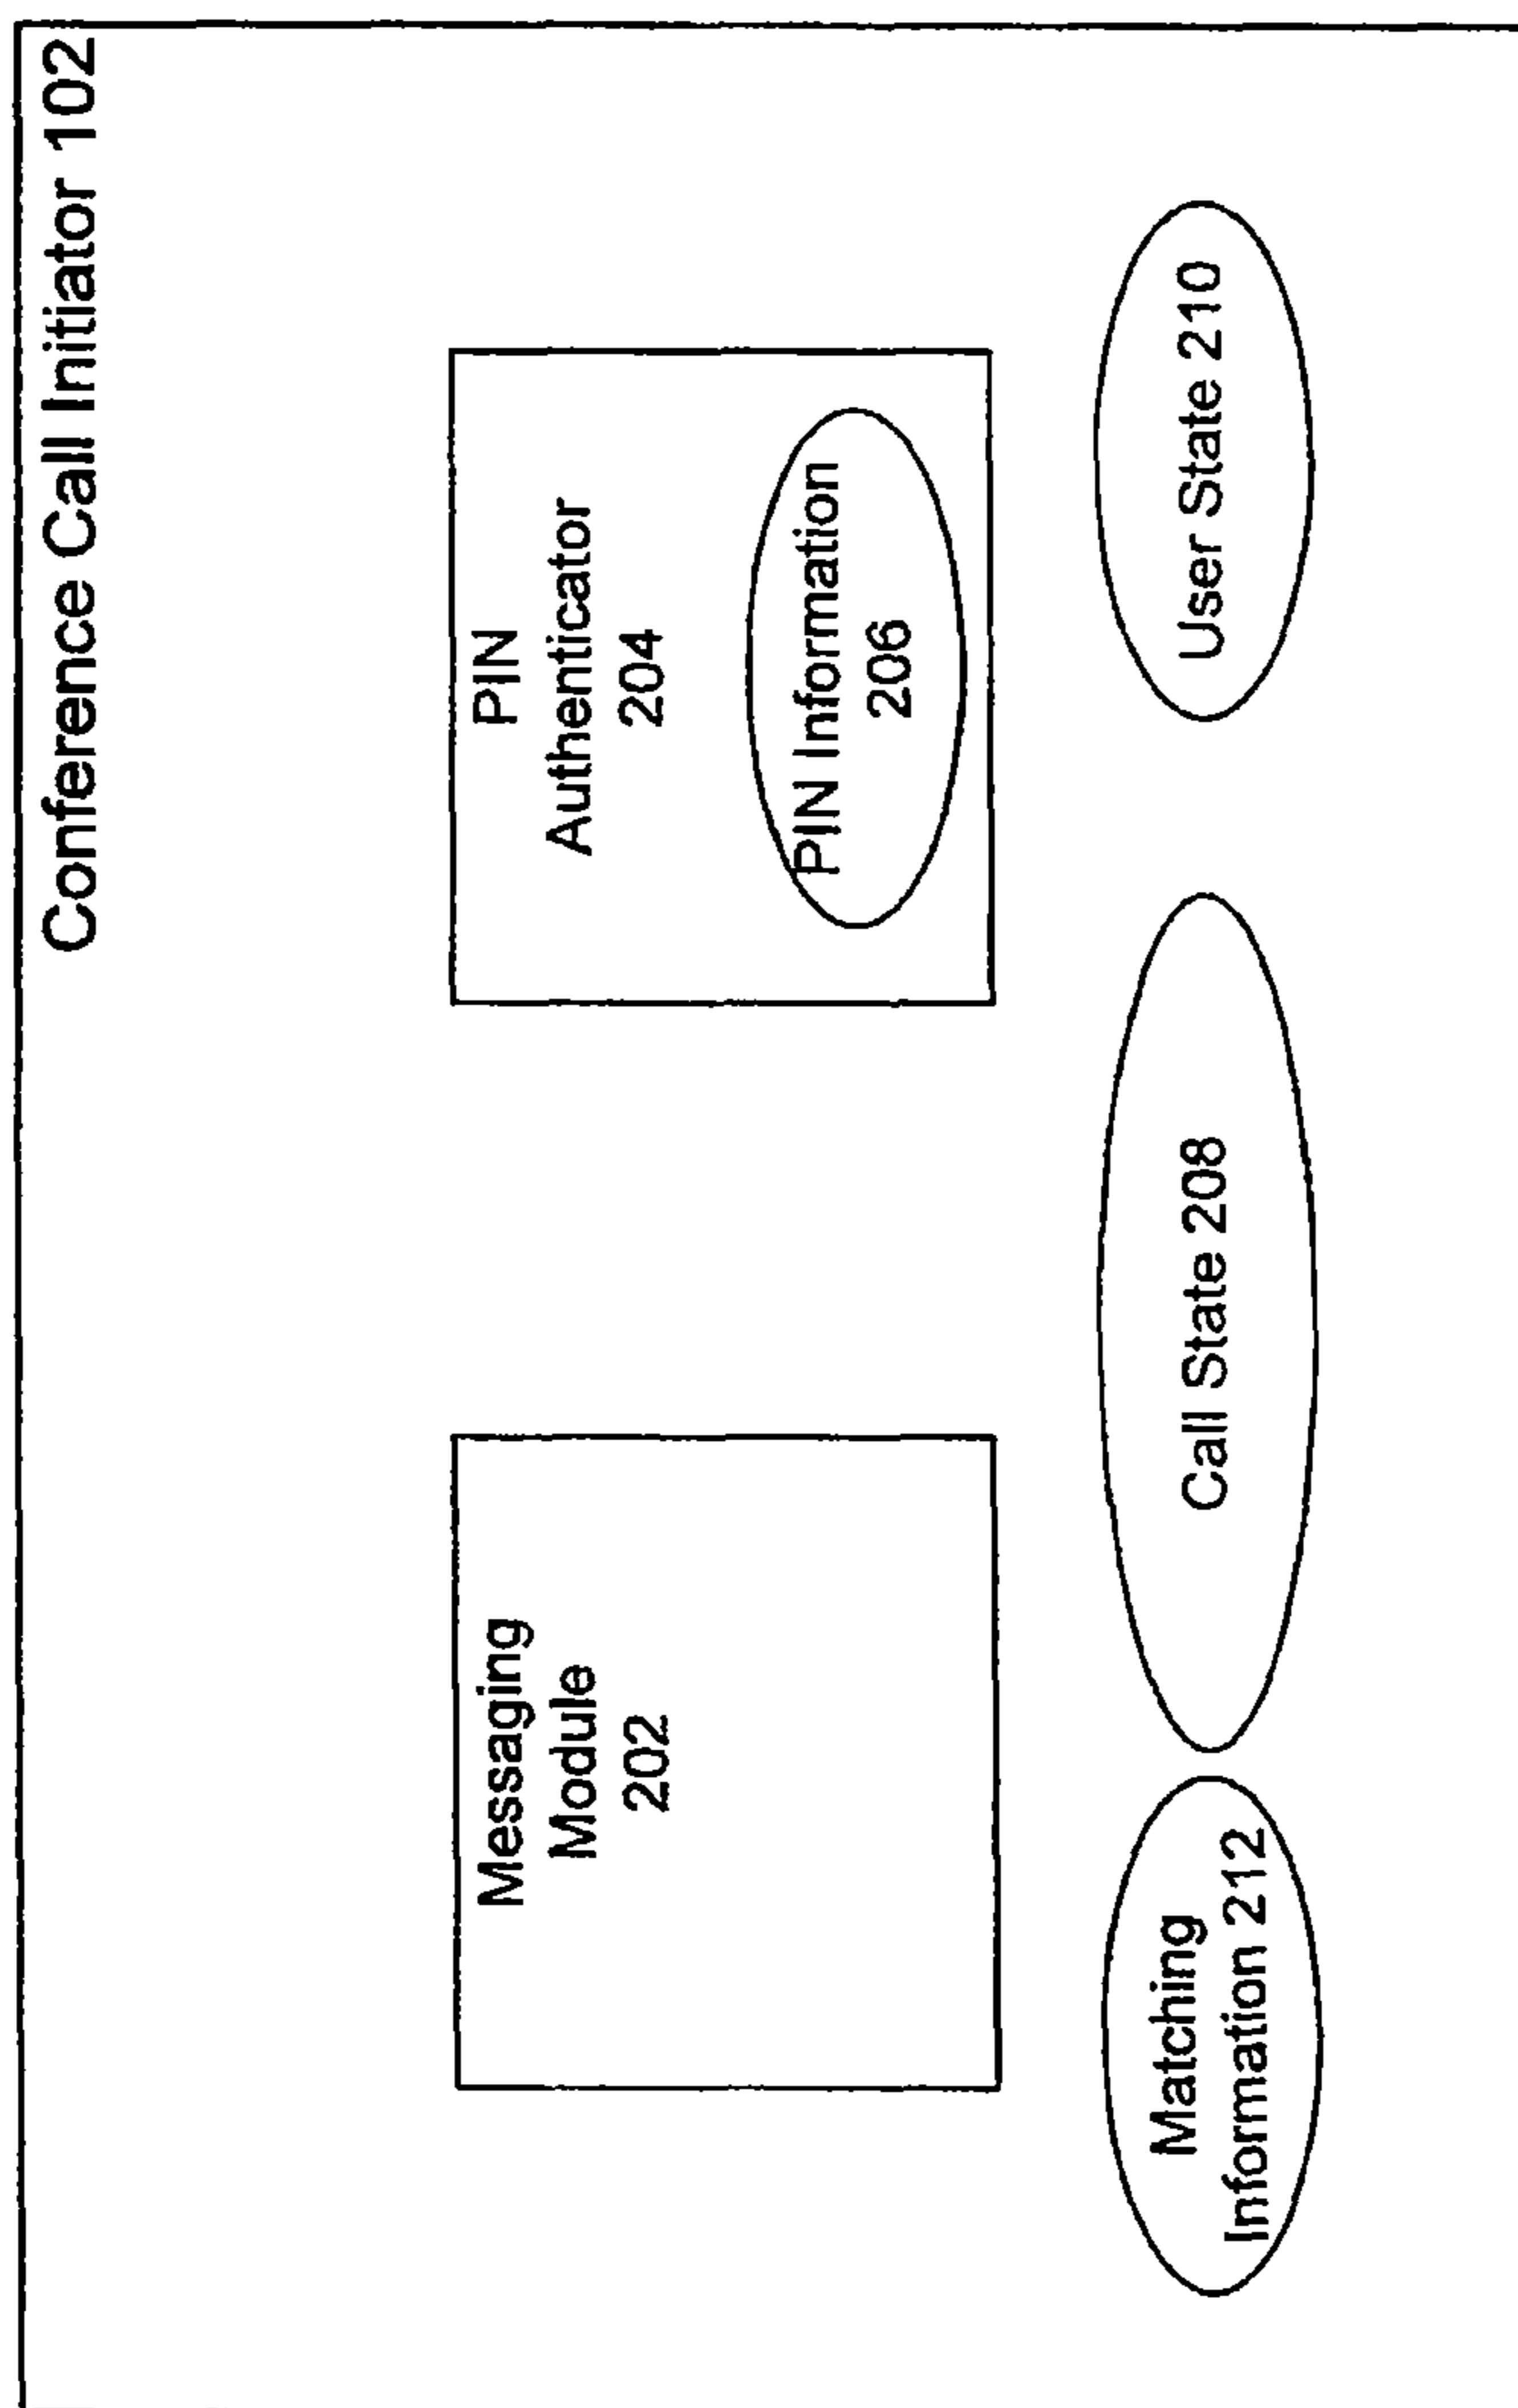 Conference Call Initiator 102
Messaging
Module
202
PIN
Authenticator
204
PIN Information
206
Matching
Information 212
Call State 208
User State 210